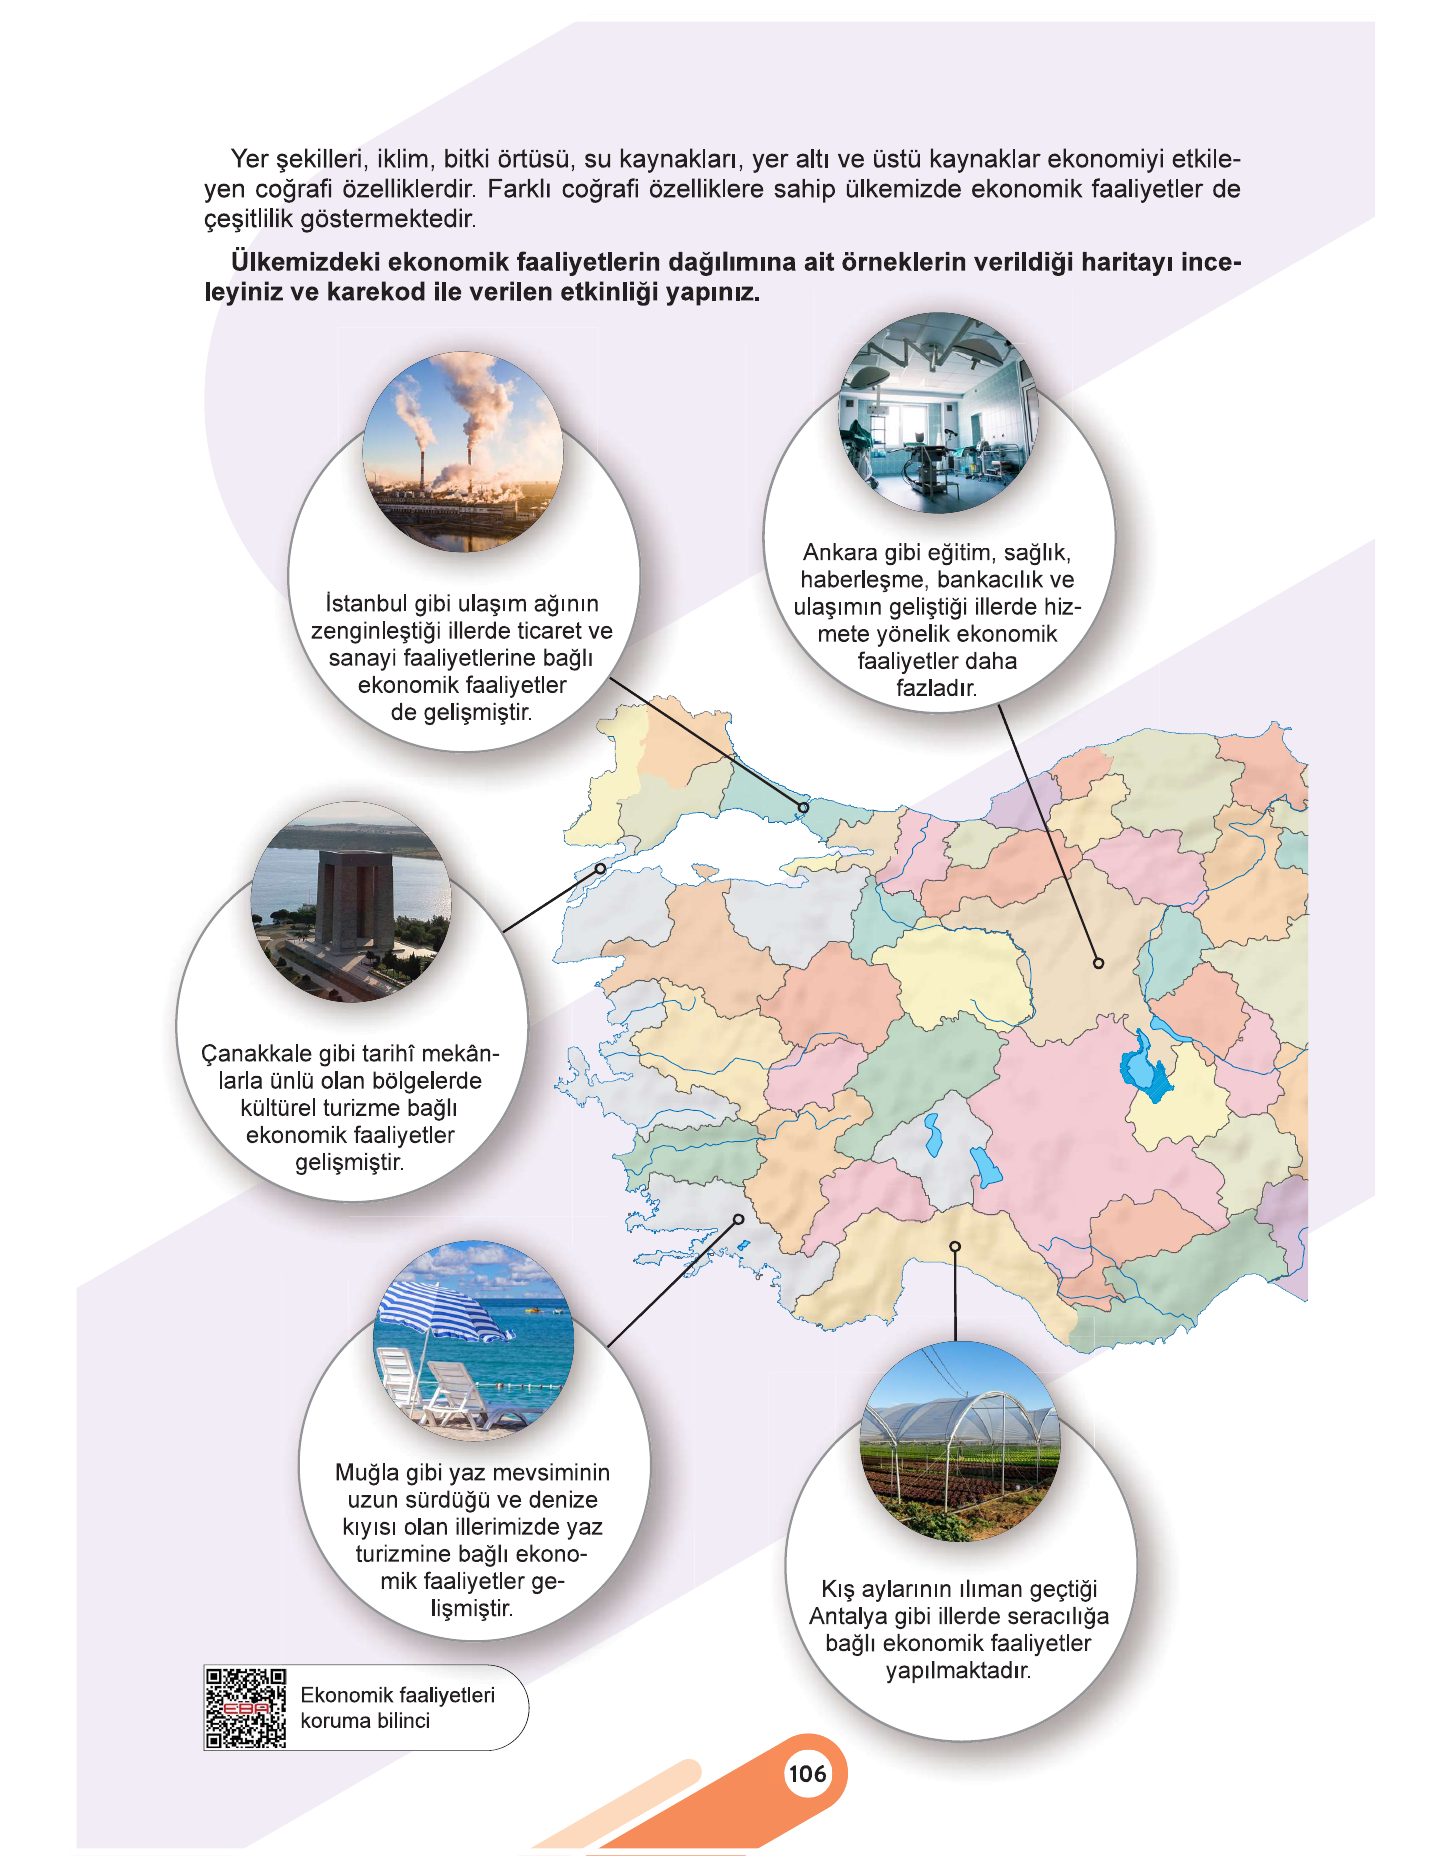 Yer şekilleri, iklim, bitki örtüsü, su kaynakları, yer altı ve üstü kaynaklar ekonomiyi etkile-
yen coğrafi özelliklerdir. Farklı coğrafi özelliklere sahip ülkemizde ekonomik faaliyetler de
çeşitlilik göstermektedir.
Ülkemizdeki ekonomik faaliyetlerin dağılımına ait örneklerin verildiği haritayı ince-
leyiniz ve karekod ile verilen etkinliği yapınız.
İstanbul gibi ulaşım ağının
zenginleştiği illerde ticaret ve
sanayi faaliyetlerine bağlı
ekonomik faaliyetler
de gelişmiştir.
Ankara gibi eğitim, sağlık,
haberleşme, bankacılık ve
ulaşımın geliştiği illerde hiz-
mete yönelik ekonomik
faaliyetler daha
fazladır.
Çanakkale gibi tarihî mekân-
larla ünlü olan bölgelerde
kültürel turizme bağlı
ekonomik faaliyetler
gelişmiştir.
Muğla gibi yaz mevsiminin
uzun sürdüğü ve denize
kıyısı olan illerimizde yaz
turizmine bağlı ekono-
mik faaliyetler ge-
lişmiştir.
Kış aylarının ılıman geçtiği
Antalya gibi illerde seracılığa
bağlı ekonomik faaliyetler
yapılmaktadır.
EBA
Ekonomik faaliyetleri
koruma bilinci
106